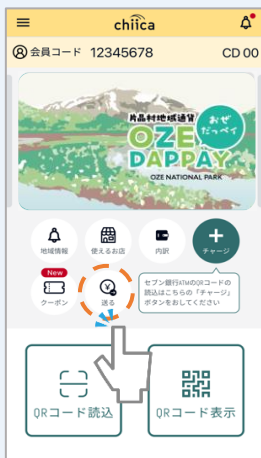 chiica
会員コード 12345678 CD 00
片品村地域通貨
おぜ
だっペイ
OZE
DAPPAY
OZE NATIONAL PARK
地域情報 使えるお店 内訳 チャージ
New
クーポン 送る
セブン銀行ATMのQRコードの
読込はこちらの「チャージ」
ボタンをおしてください
QRコード読込 QRコード表示